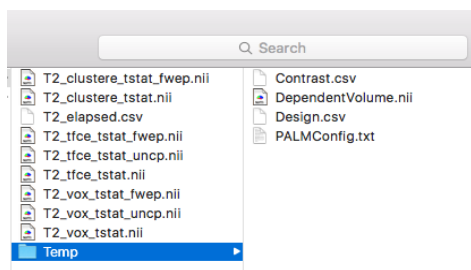 Search
T2_clustere_tstat_fwep.nii
T2_clustere_tstat.nii
T2_elapsed.csv
T2_tfce_tstat_fwep.nii
T2_tfce_tstat_uncp.nii
T2_tfce_tstat.nii
T2_vox_tstat_fwep.nii
T2_vox_tstat_uncp.nii
T2_vox_tstat.nii
Temp
Contrast.csv
DependentVolume.nii
Design.csv
PALMConfig.txt